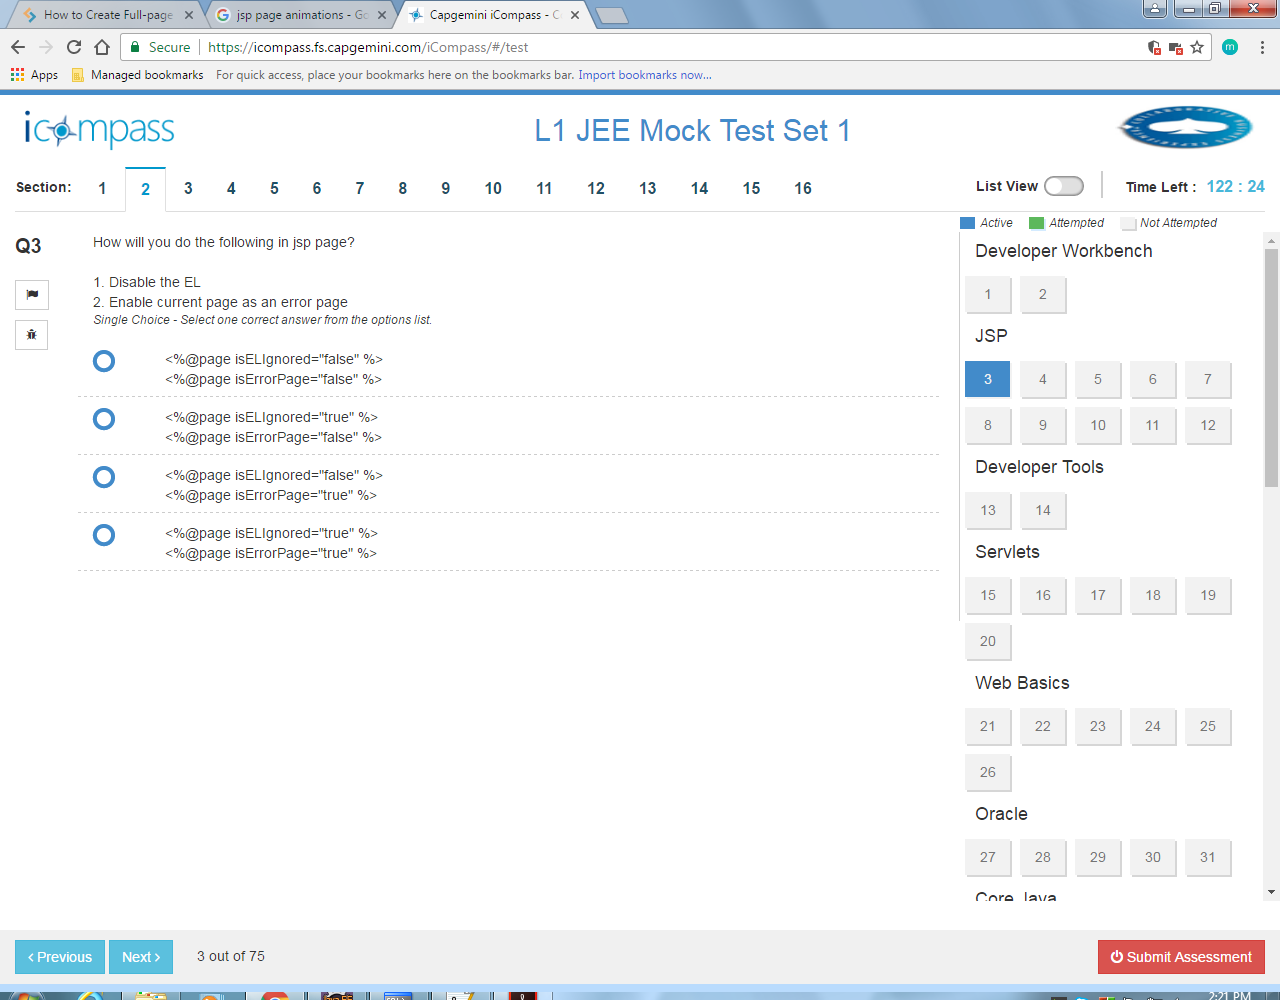 How to Create Full-page
jsp page animations - Go
Capgemini iCompass - C
Secure
https://icompass.fs.capgemini.com/iCompass/#/test
m
Apps
Managed bookmarks
For quick access, place your bookmarks here on the bookmarks bar. Import bookmarks now...
icompass
L1 JEE Mock Test Set 1
Section: 1 2 3 4 5 6 7 8 9 10 11 12 13 14 15 16
List View
Time Left : 122 : 24
Active Attempted Not Attempted
Q3
How will you do the following in jsp page?
1. Disable the EL
2. Enable current page as an error page
Single Choice - Select one correct answer from the options list.
<%@page isELIgnored="false" %>
<%@page isErrorPage="false" %>
<%@page isELIgnored="true" %>
<%@page isErrorPage="false" %>
<%@page isELIgnored="false" %>
<%@page isErrorPage="true" %>
<%@page isELIgnored="true" %>
<%@page isErrorPage="true" %>
Developer Workbench
1 2
JSP
3 4 5 6 7
8 9 10 11 12
Developer Tools
13 14
Servlets
15 16 17 18 19
20
Web Basics
21 22 23 24 25
26
Oracle
27 28 29 30 31
Core Java
Previous
Next
3 out of 75
Submit Assessment
2:21 PM